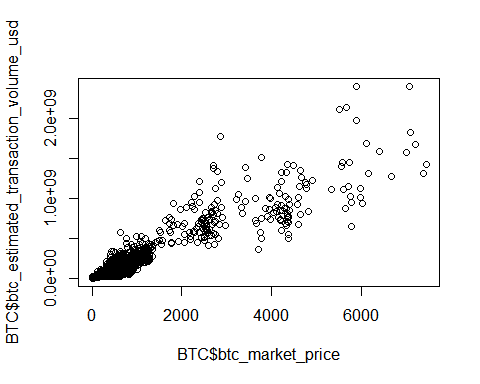 BTC$btc_estimated_transaction_volume_usd
2.0e+09
1.0e+09
0.0e+00
0 2000 4000 6000
BTC$btc_market_price